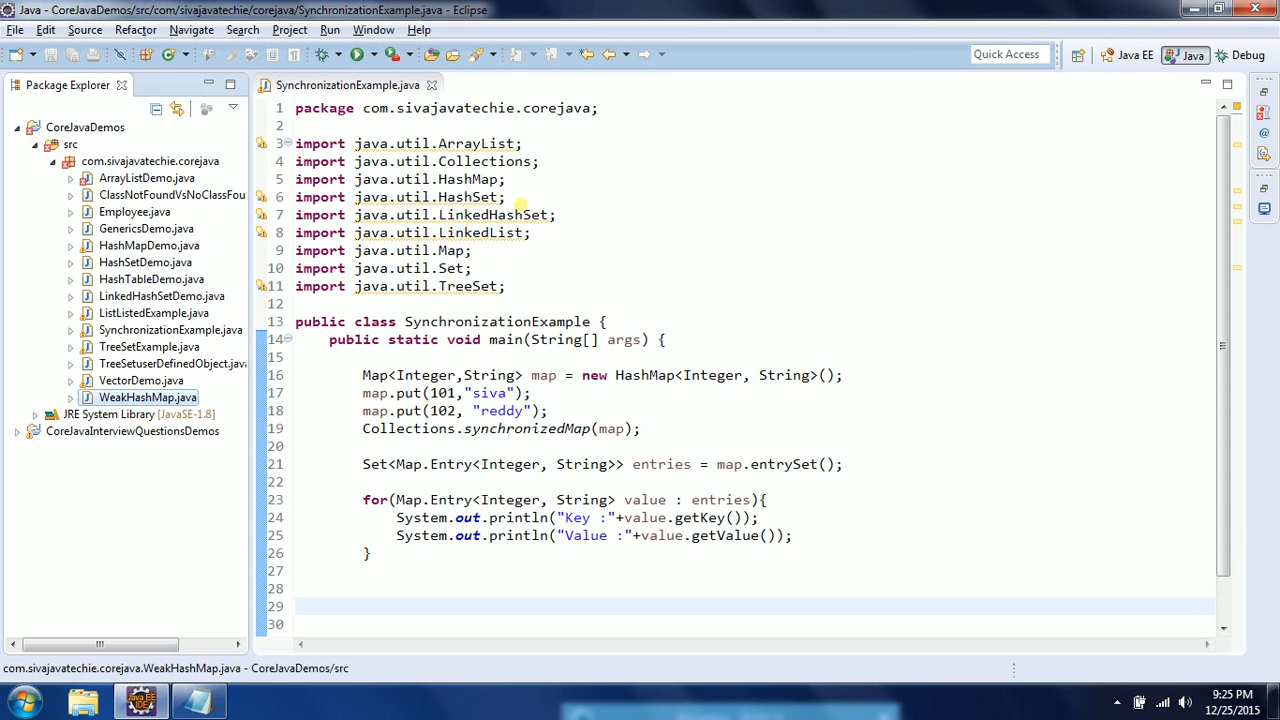 Java - CoreJavaDemos/src/com/sivajavatechie/corejava/SynchronizationExample.java - Eclipse
File Edit Source Refactor Navigate Search Project Run Window Help
Quick Access Java EE Java Debug
Package Explorer
CoreJavaDemos
src
com.sivajavatechie.corejava
ArrayListDemo.java
ClassNotFoundVsNoClassFou
Employee.java
GenericsDemo.java
HashMapDemo.java
HashSetDemo.java
HashTableDemo.java
LinkedHashSetDemo.java
ListListedExample.java
SynchronizationExample.java
TreeSetExample.java
TreeSetuserDefinedObject.java
VectorDemo.java
WeakHashMap.java
JRE System Library [JavaSE-1.8]
CoreJavaInterviewQuestionsDemos
SynchronizationExample.java
1 package com.sivajavatechie.corejava;
2
3 import java.util.ArrayList;
4 import java.util.Collections;
5 import java.util.HashMap;
6 import java.util.HashSet;
7 import java.util.LinkedHashSet;
8 import java.util.LinkedList;
9 import java.util.Map;
10 import java.util.Set;
11 import java.util.TreeSet;
12
13 public class SynchronizationExample {
14 public static void main(String[] args) {
15
16 Map<Integer,String> map = new HashMap<Integer, String>();
17 map.put(101,"siva");
18 map.put(102, "reddy");
19 Collections.synchronizedMap(map);
20
21 Set<Map.Entry<Integer, String>> entries = map.entrySet();
22
23 for(Map.Entry<Integer, String> value : entries){
24 System.out.println("Key :"+value.getKey());
25 System.out.println("Value :"+value.getValue());
26 }
27
28
29
30
com.sivajavatechie.corejava.WeakHashMap.java - CoreJavaDemos/src
Java EE
IDE
9:25 PM
12/25/2015